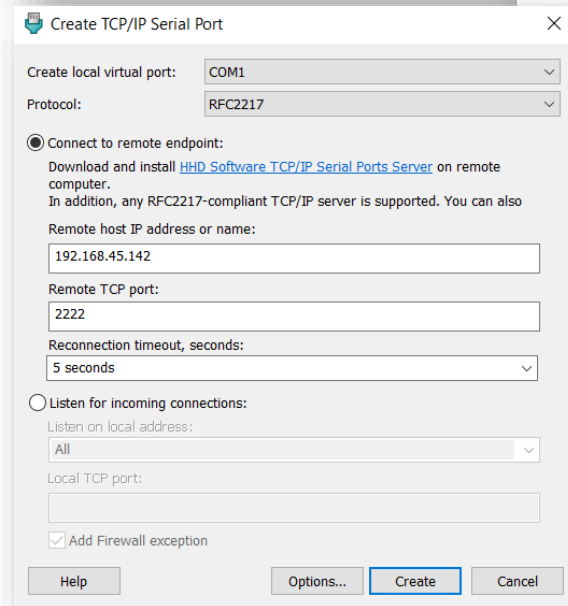 Create TCP/IP Serial Port
Create local virtual port: COM1
Protocol: RFC2217
Connect to remote endpoint:
Download and install HHD Software TCP/IP Serial Ports Server on remote
computer.
In addition, any RFC2217-compliant TCP/IP server is supported. You can also
Remote host IP address or name:
192.168.45.142
Remote TCP port:
2222
Reconnection timeout, seconds:
5 seconds
Listen for incoming connections:
Listen on local address:
All
Local TCP port:
Add Firewall exception
Help Options... Create Cancel